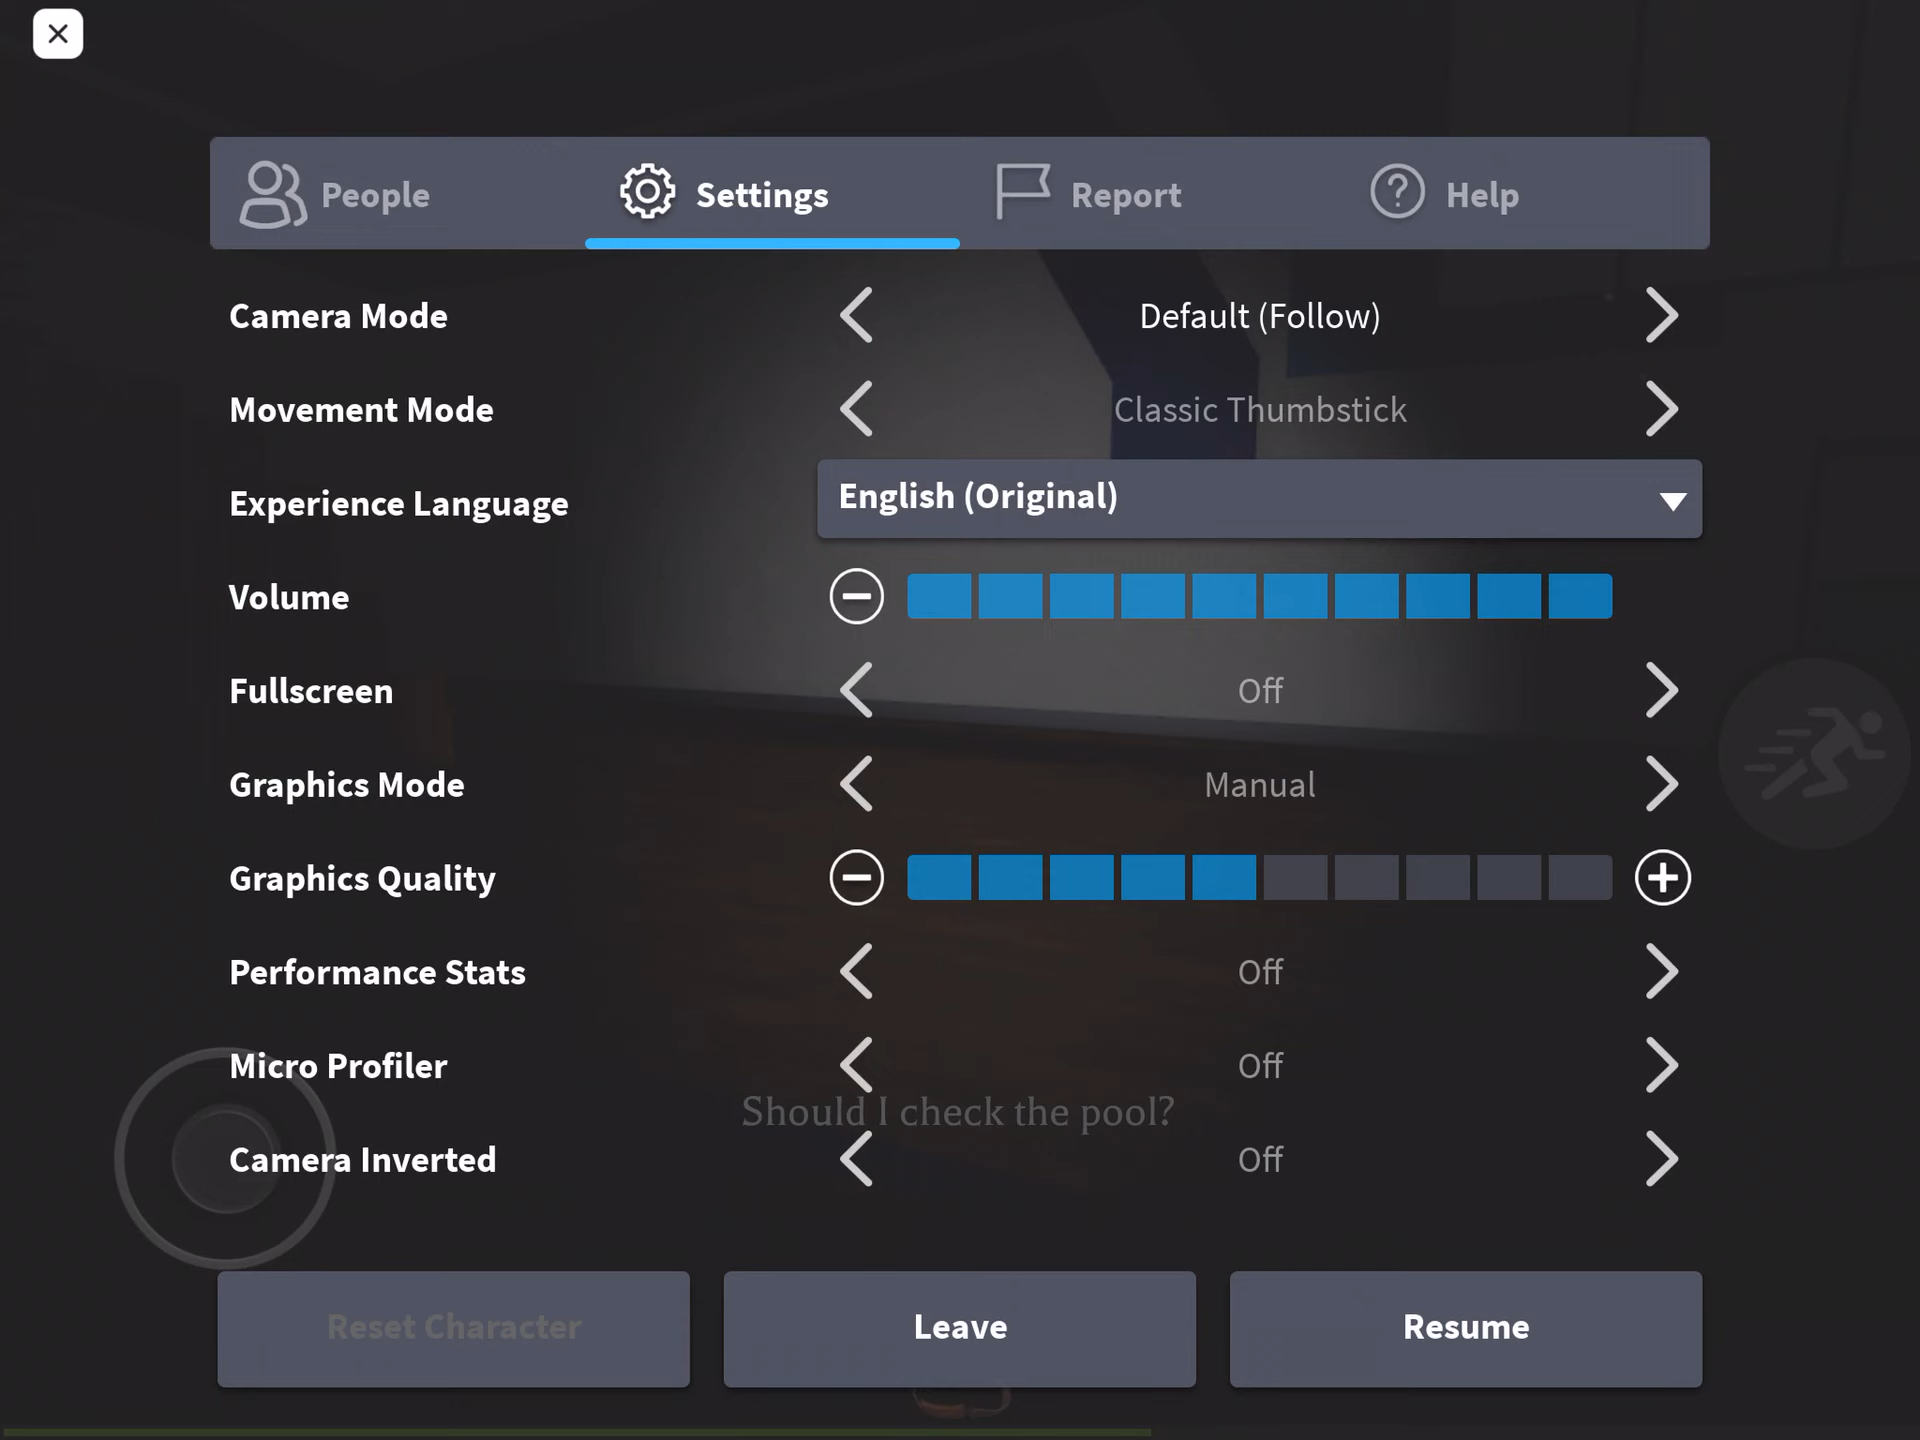 People
Settings
Report
Help
Camera Mode
Default (Follow)
Movement Mode
Classic Thumbstick
Experience Language
English (Original)
Volume
Fullscreen
Off
Graphics Mode
Manual
Graphics Quality
Performance Stats
Off
Micro Profiler
Off
Should I check the pool?
Camera Inverted
Off
Reset Character
Leave
Resume